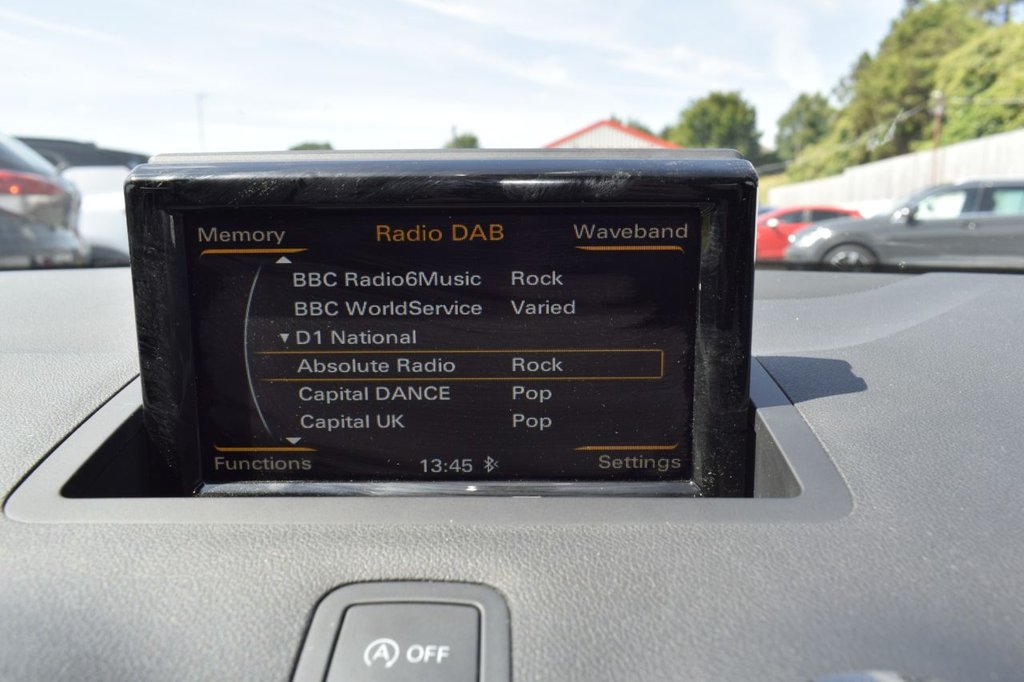 Memory Radio DAB Waveband
BBC Radio6Music Rock
BBC WorldService Varied
▼ D1 National
Absolute Radio Rock
Capital DANCE Pop
Capital UK Pop
Functions 13:45 Settings
A OFF